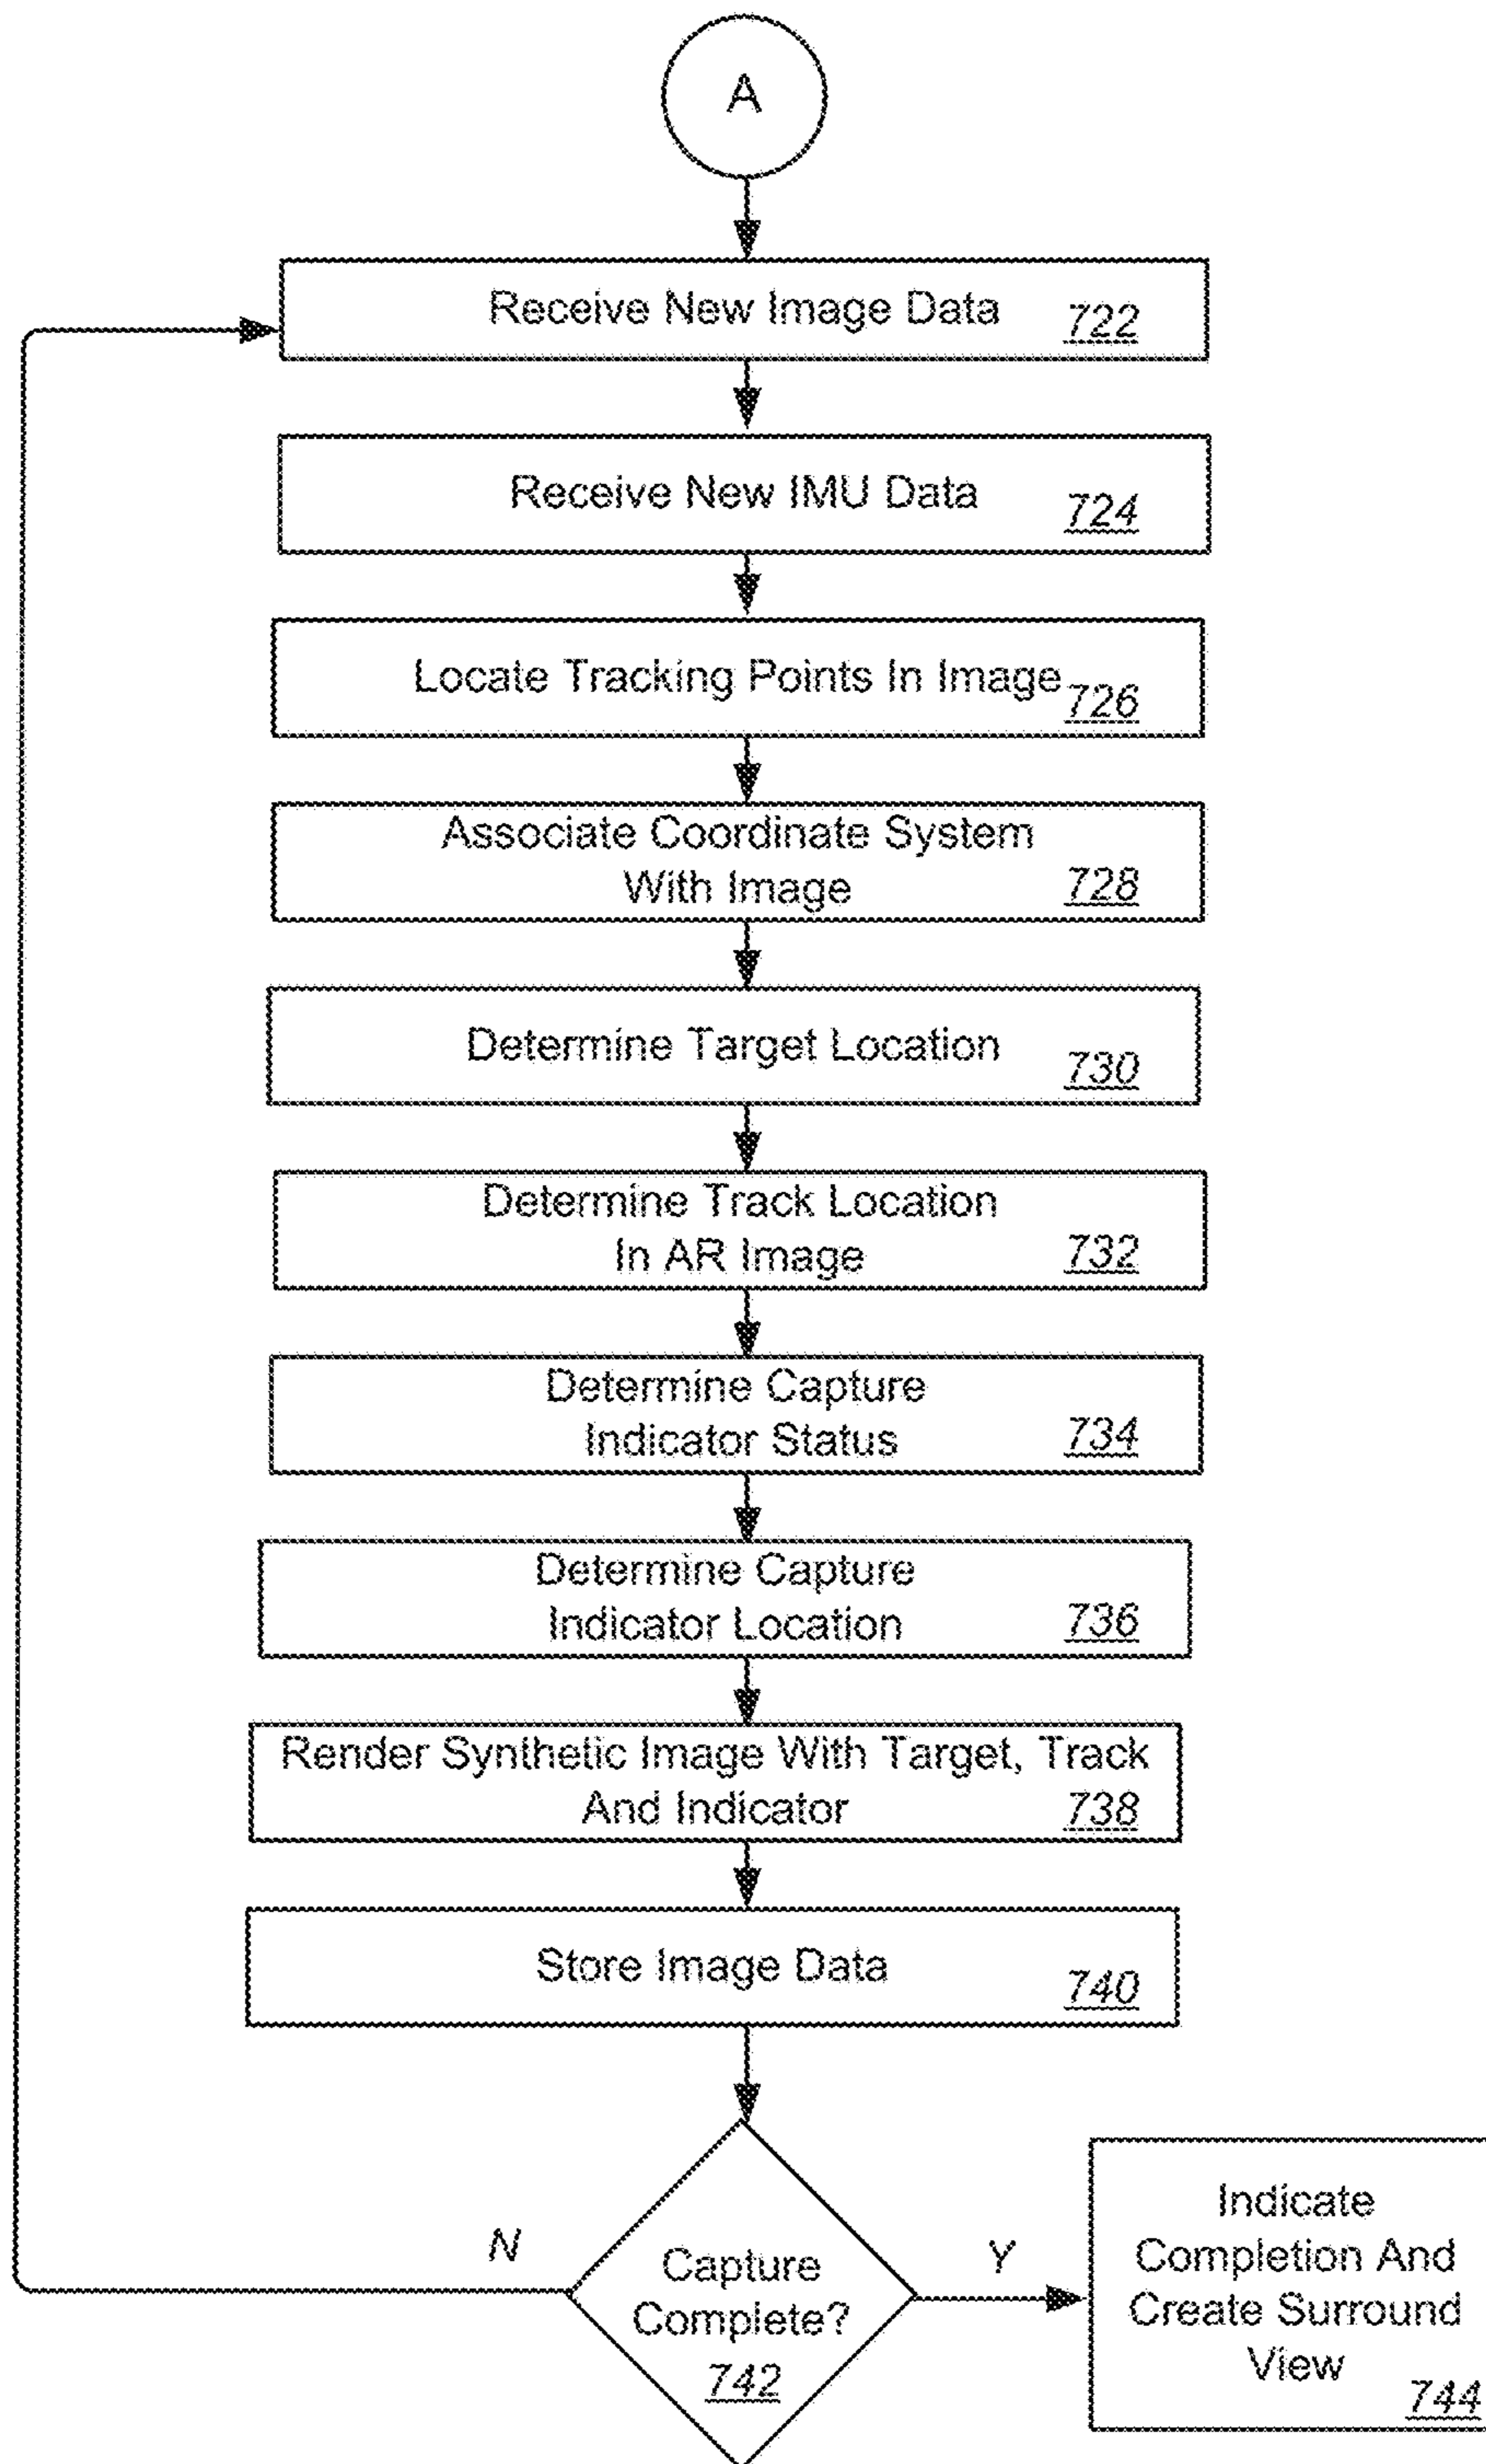 A
Receive New Image Data 722
Receive New IMU Data 724
Locate Tracking Points In Image 726
Associate Coordinate System
With Image 728
Determine Target Location 730
Determine Track Location
In AR Image 732
Determine Capture
Indicator Status 734
Determine Capture
Indicator Location 736
Render Synthetic Image With Target, Track
And Indicator 738
Store Image Data 740
N
Capture
Complete?
742
Y
Indicate
Completion And
Create Surround
View
744